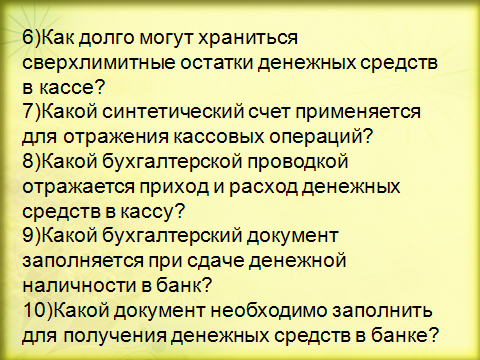 6)Как долго могут храниться
сверхлимитные остатки денежных средств
в кассе?
7)Какой синтетический счет применяется
для отражения кассовых операций?
8)Какой бухгалтерской проводкой
отражается приход и расход денежных
средств в кассу?
9)Какой бухгалтерский документ
заполняется при сдаче денежной
наличности в банк?
10)Какой документ необходимо заполнить
для получения денежных средств в банке?